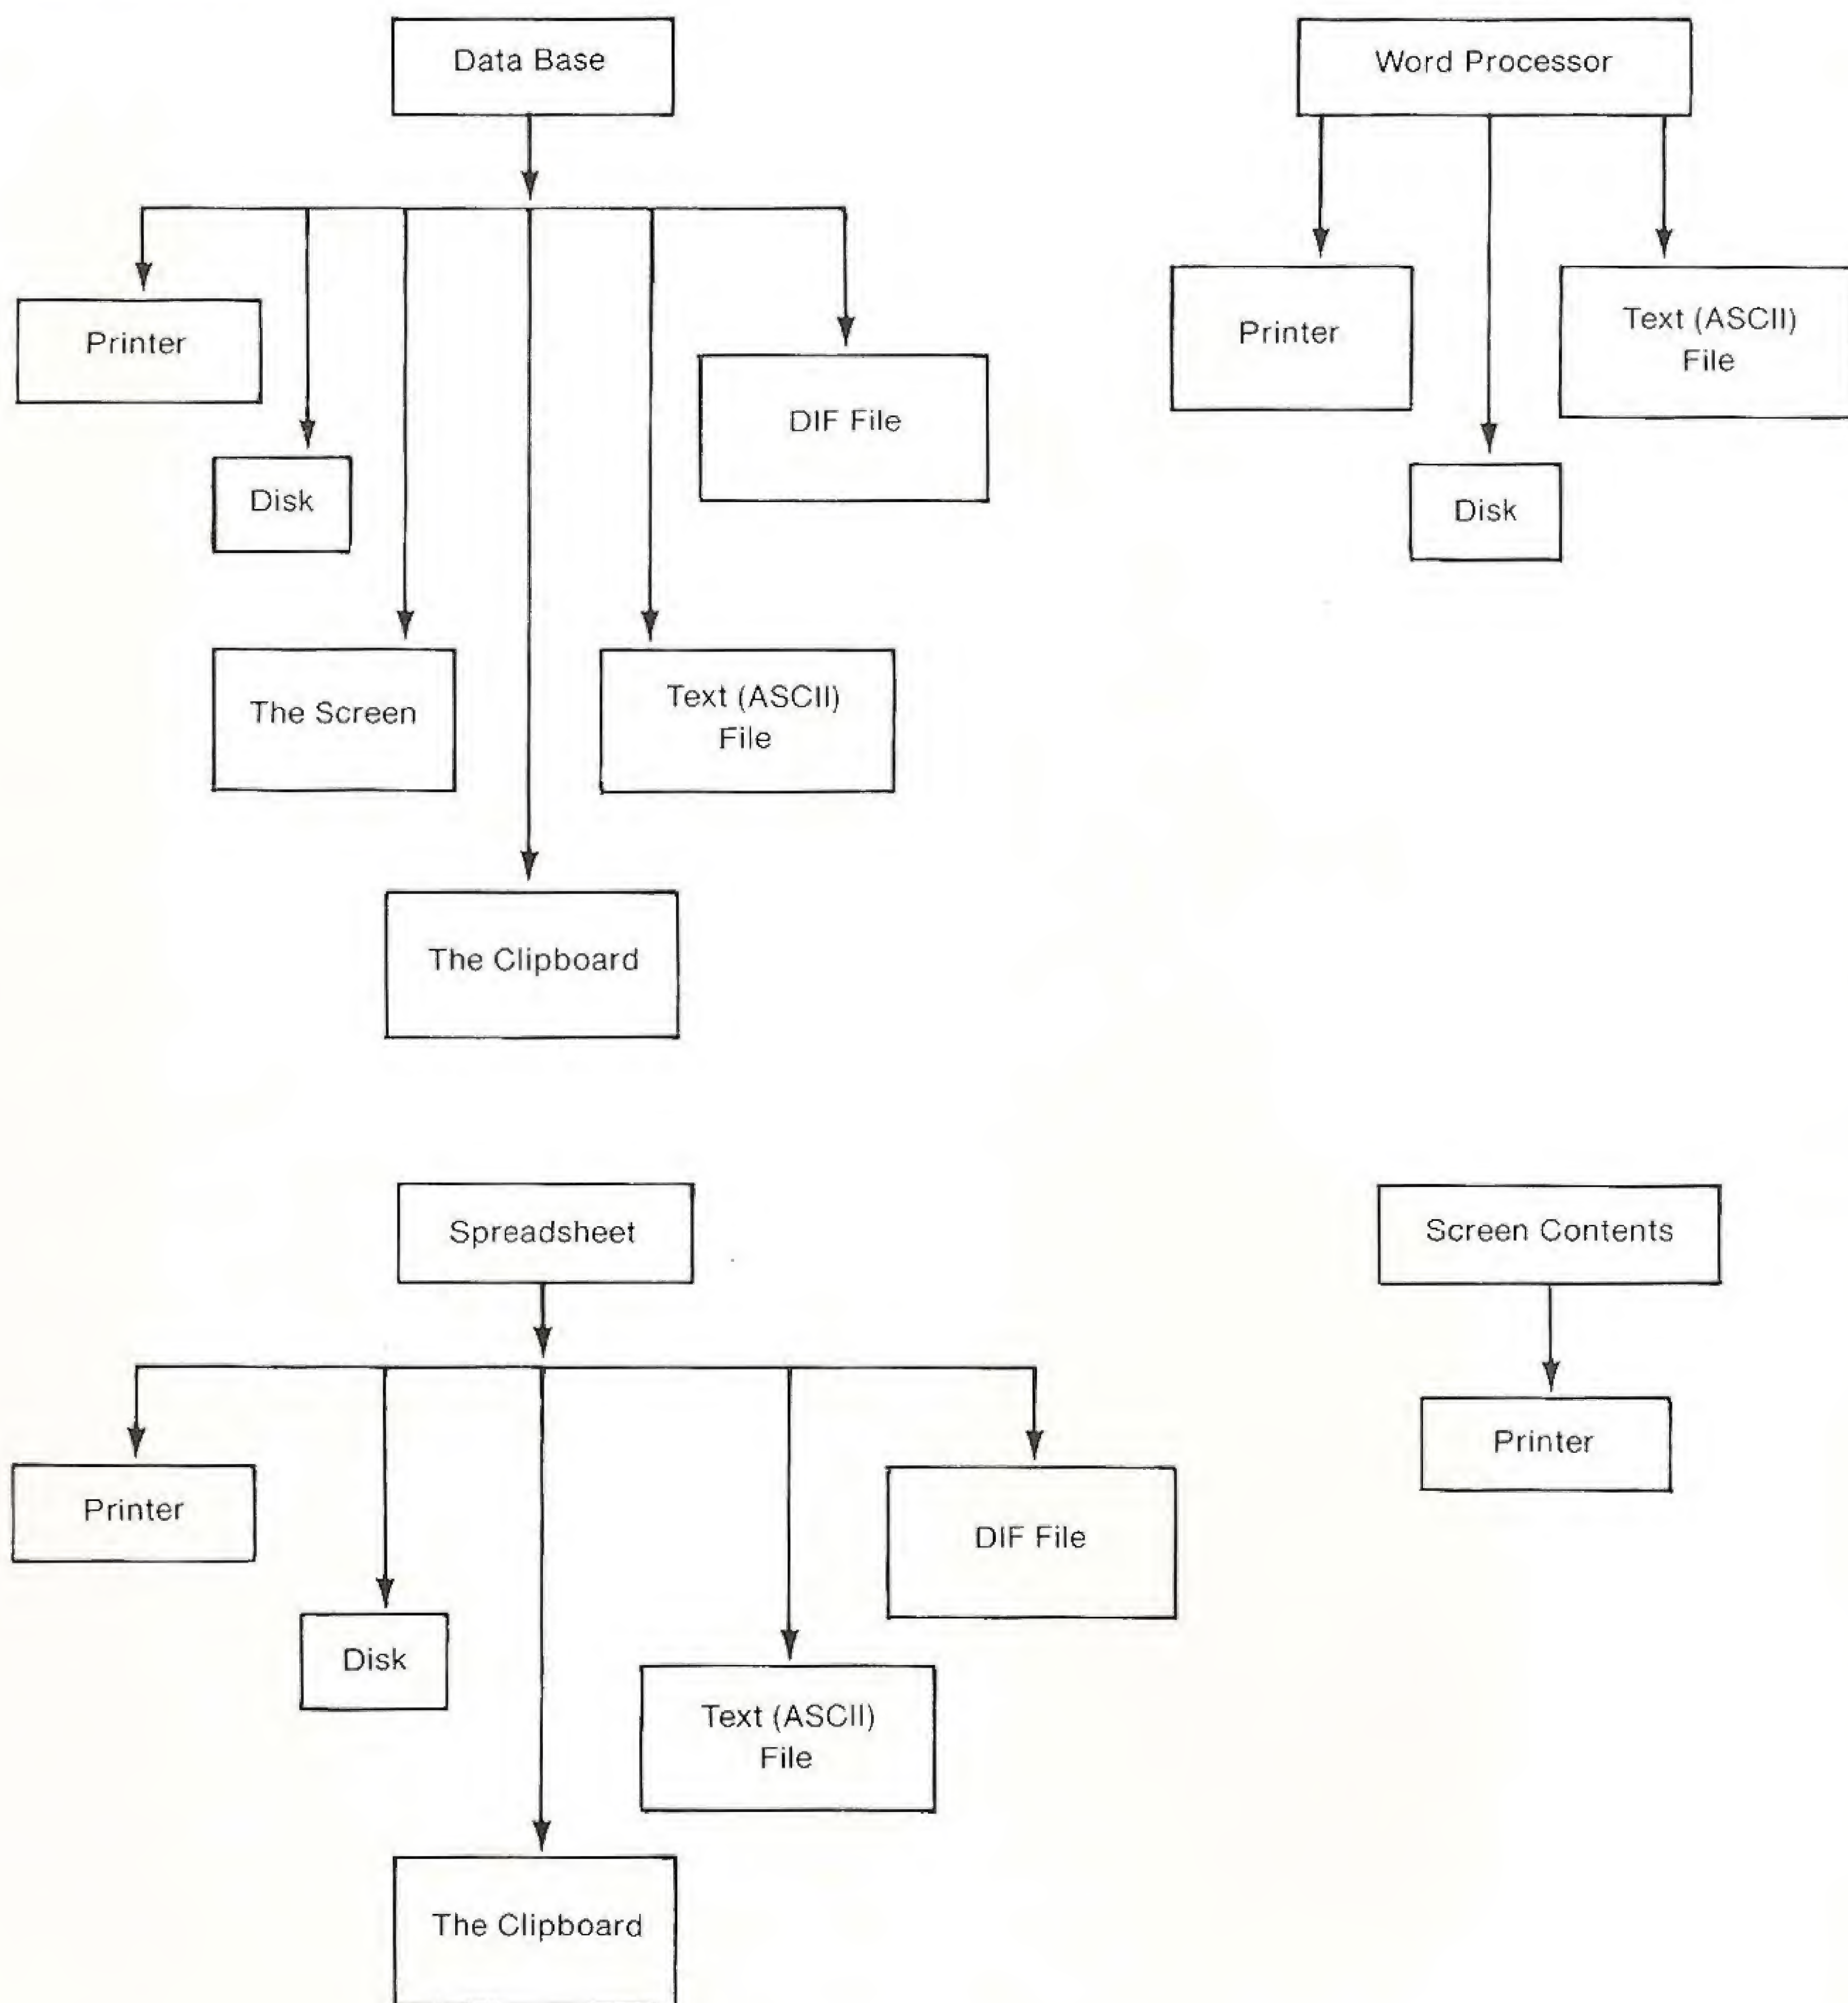 Data Base
Printer
Disk
The Screen
The Clipboard
Text (ASCII)
File
DIF File
Word Processor
Printer
Disk
Text (ASCII)
File
Spreadsheet
Printer
Disk
The Clipboard
Text (ASCII)
File
DIF File
Screen Contents
Printer